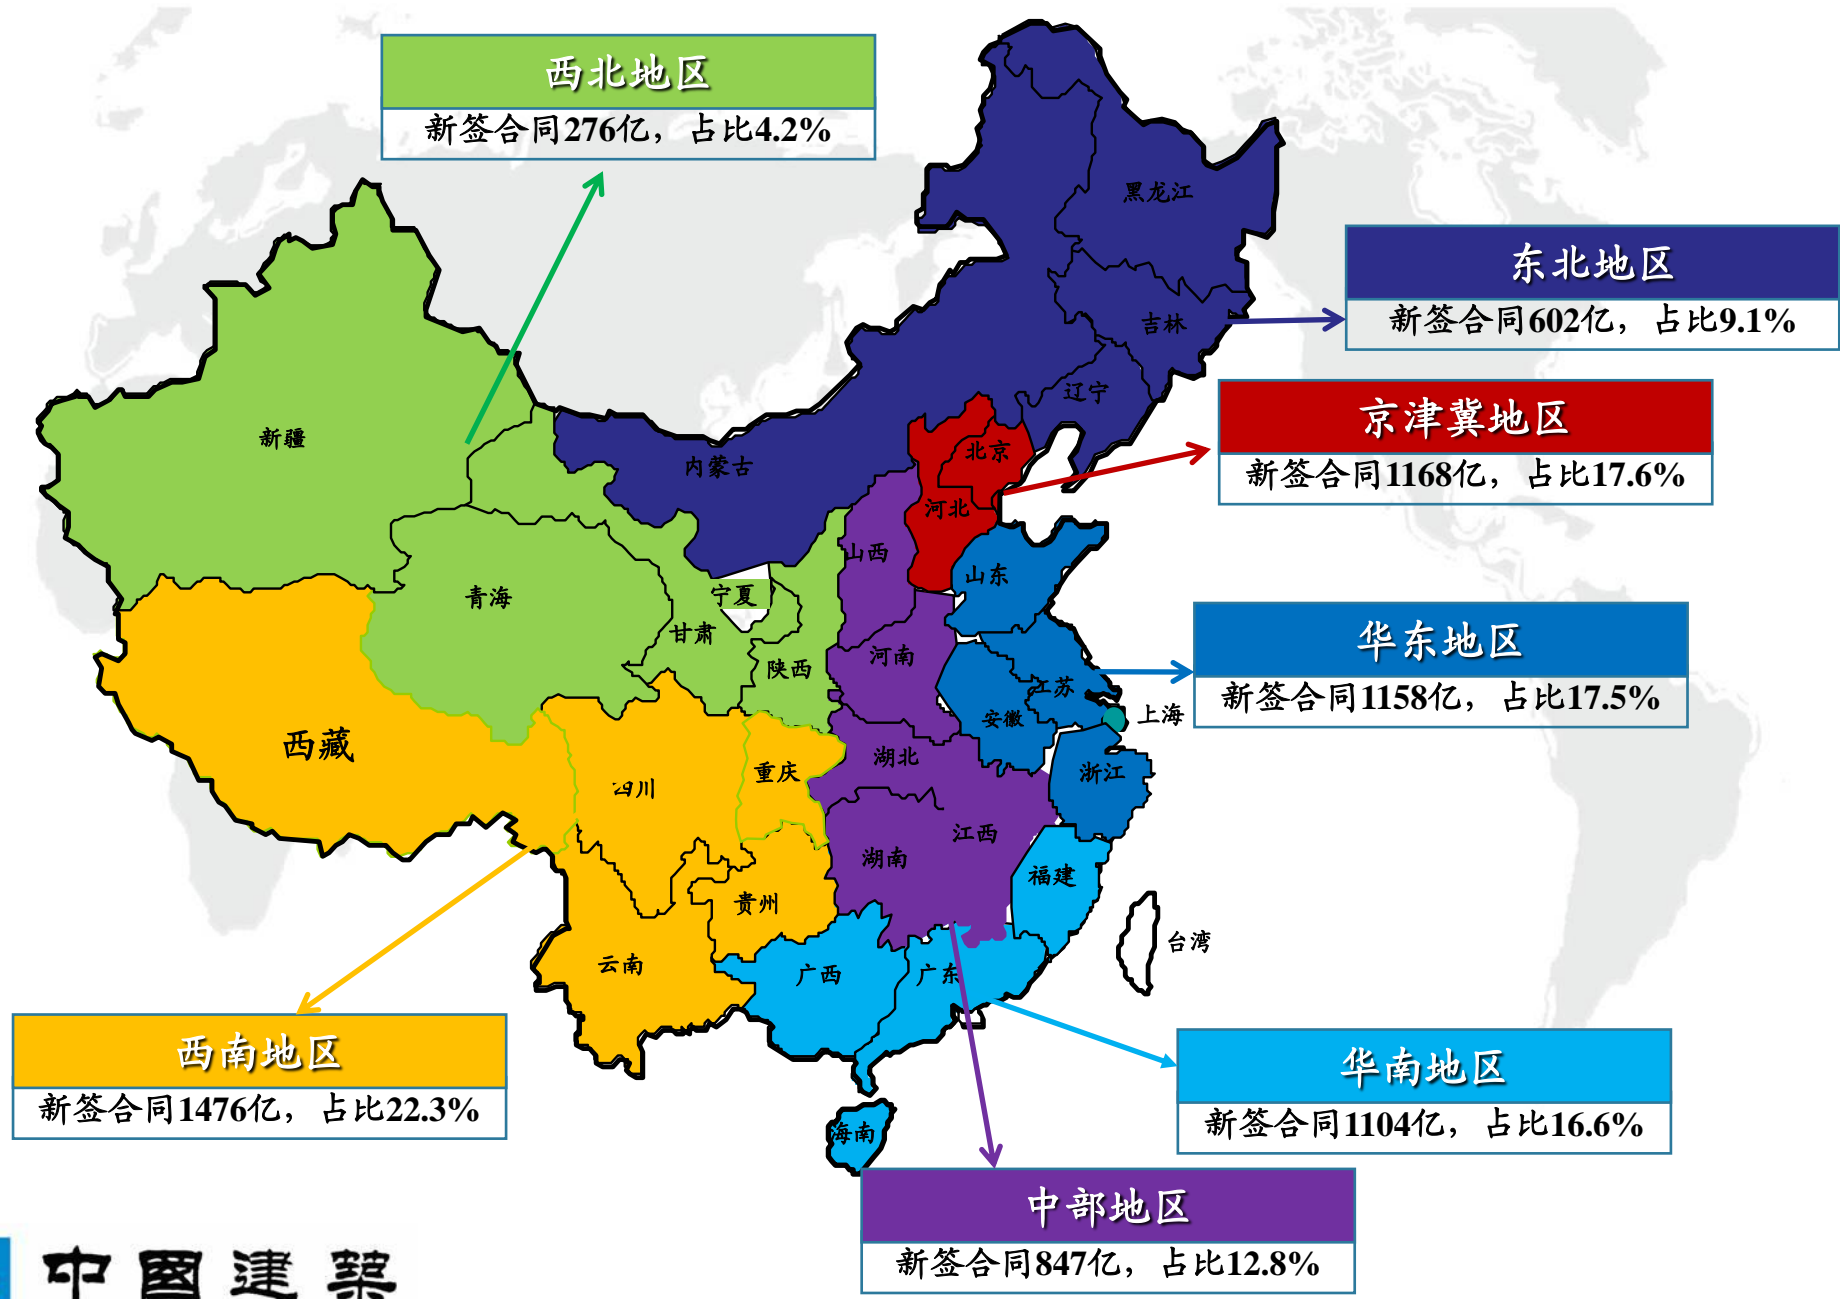 西北地区
新签合同276亿，占比4.2%
黑龙江
东北地区
新签合同602亿，占比9.1%
吉林
辽宁
京津冀地区
新签合同1168亿，占比17.6%
北京
新疆
内蒙古
河北
山西
山东
宁夏
青海
甘肃
陕西
河南
华东地区
新签合同1158亿，占比17.5%
江苏
安徽
上海
西藏
湖北
重庆
四川
浙江
江西
湖南
福建
贵州
台湾
云南
广西
广东
西南地区
新签合同1476亿，占比22.3%
华南地区
新签合同1104亿，占比16.6%
海南
中部地区
新签合同847亿，占比12.8%
中國建築